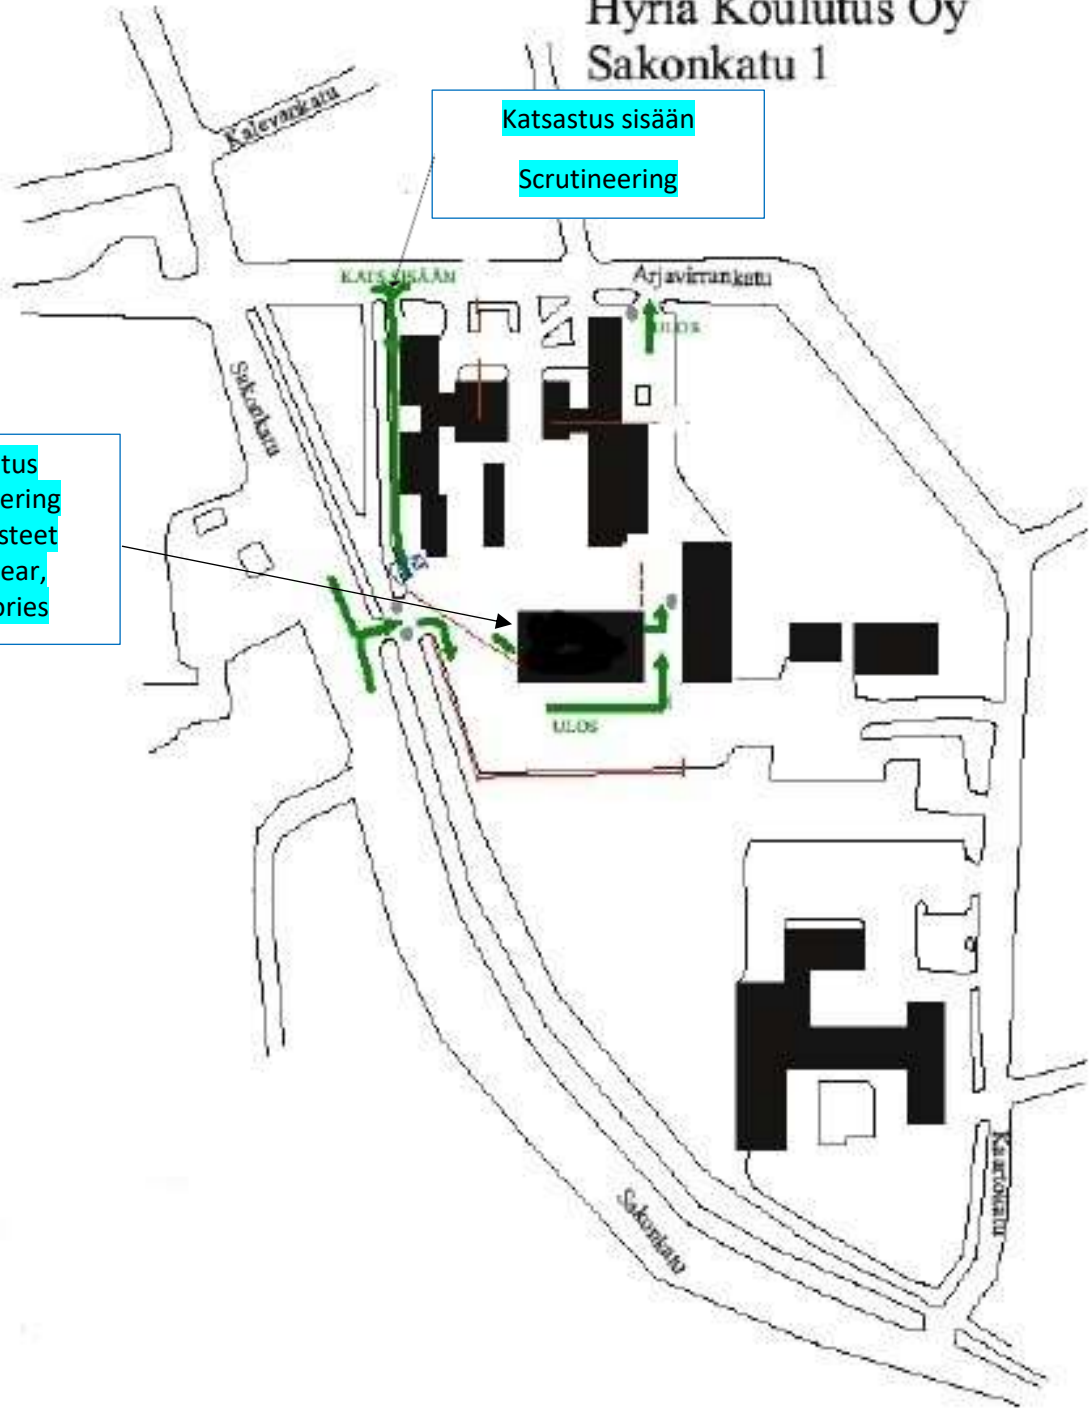 Hyria Koulutus Oy
Sakonkatu 1
Kalevankatu
Katsastus sisään
Scrutineering
KATS SISÄÄN
Arjavirrankatu
ULOS
Sakonkatu
tus
ering
steet
ear,
ories
ULOS
Sakonkatu